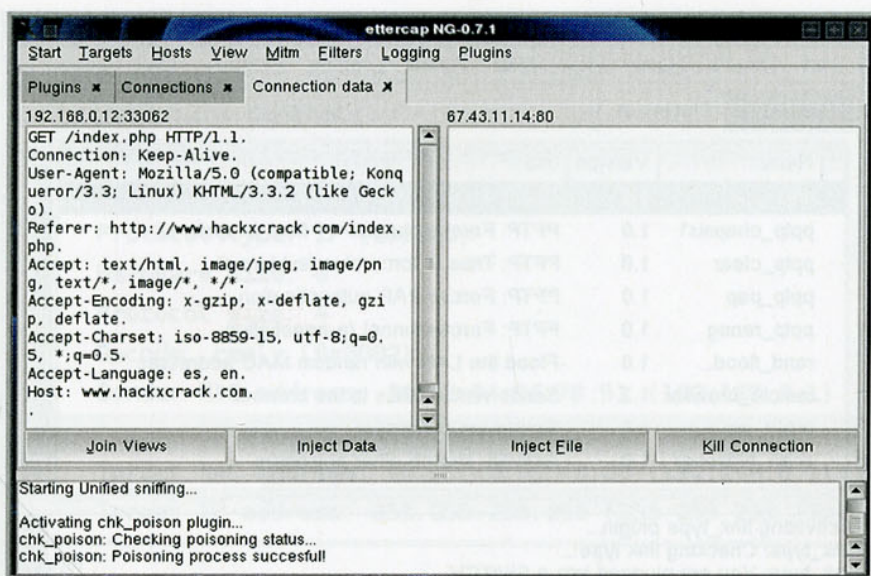 ettercap NG-0.7.1
Start Targets Hosts View Mitm Filters Logging Plugins
Plugins × Connections × Connection data ×
192.168.0.12:33062
67.43.11.14:80
GET /index.php HTTP/1.1.
Connection: Keep-Alive.
User-Agent: Mozilla/5.0 (compatible; Konq
ueror/3.3; Linux) KHTML/3.3.2 (like Geck
o).
Referer: http://www.hackxcrack.com/index.
php.
Accept: text/html, image/jpeg, image/pn
g, text/*, image/*, */*.
Accept-Encoding: x-gzip, x-deflate, gzi
p, deflate.
Accept-Charset: iso-8859-15, utf-8;q=0.
5, *;q=0.5.
Accept-Language: es, en.
Host: www.hackxcrack.com.
Join Views Inject Data Inject File Kill Connection
Starting Unified sniffing...
Activating chk_poison plugin...
chk_poison: Checking poisoning status...
chk_poison: Poisoning process succesful!